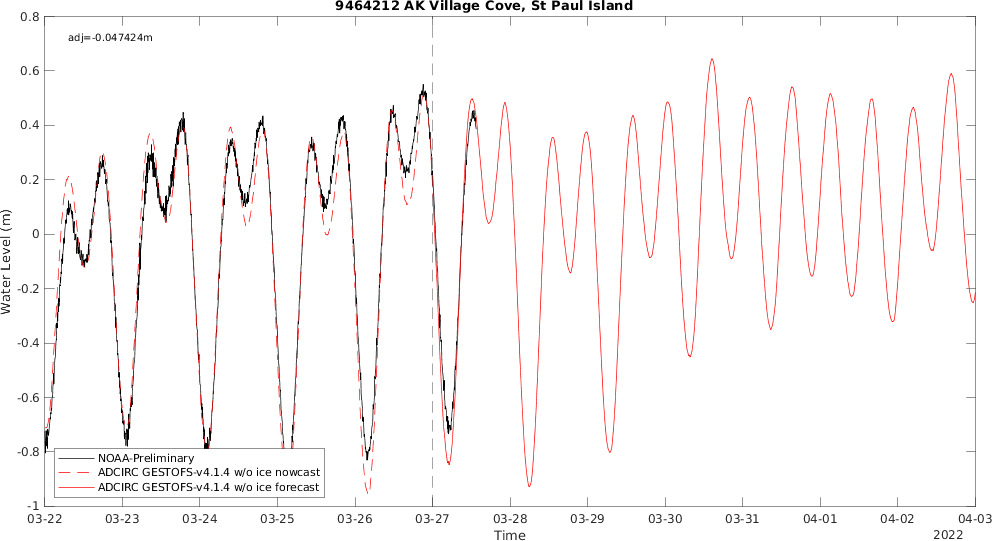 9464212 AK Village Cove, St Paul Island
adj=-0.047424m
0.8
0.6
0.4
0.2
0
-0.2
-0.4
-0.6
-0.8
-1
Water Level (m)
NOAA-Preliminary
ADCIRC GESTOFS-v4.1.4 w/o ice nowcast
ADCIRC GESTOFS-v4.1.4 w/o ice forecast
03-22 03-23 03-24 03-25 03-26 03-27 03-28 03-29 03-30 03-31 04-01 04-02 04-03
Time
2022